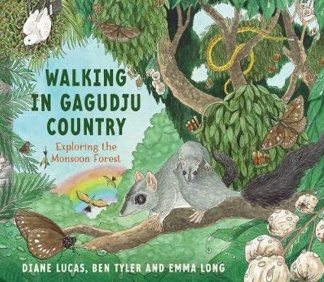 WALKING
IN GAGUDJU
COUNTRY
Exploring the
Monsoon Forest
DIANE LUCAS, BEN TYLER AND EMMA LONG